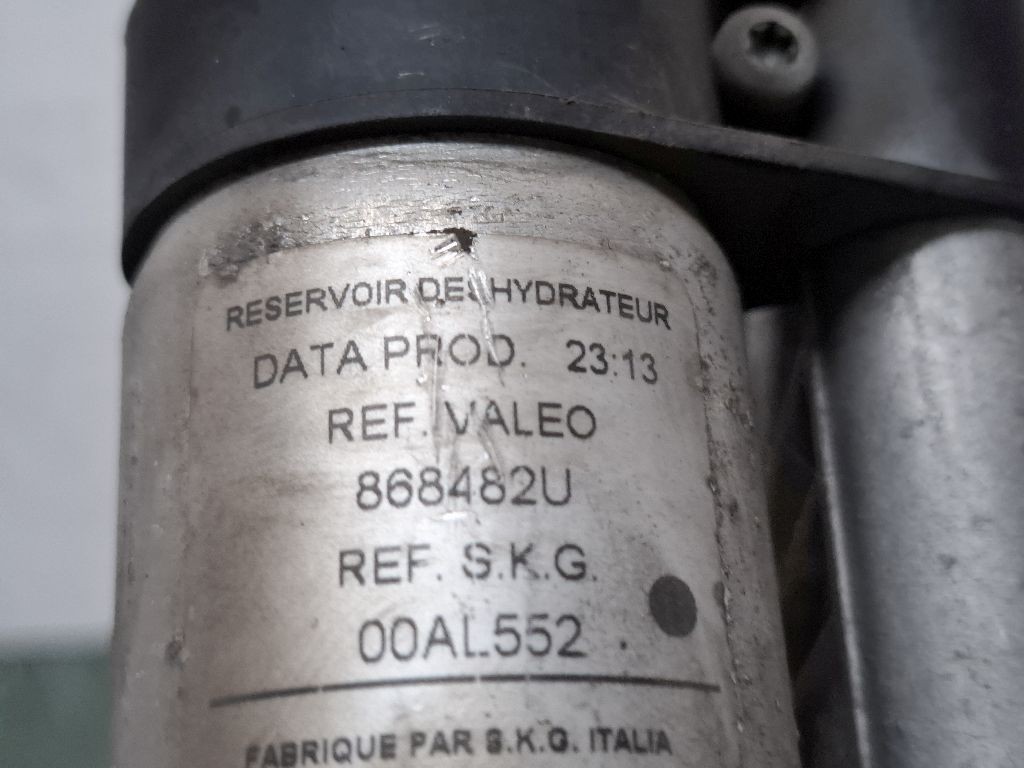 RESERVOIR DESHYDRATEUR
DATA PROD. 23:13
REF. VALEO
868482U
REF. S.K.G.
00AL552
FABRIQUE PAR S.K.G. ITALIA